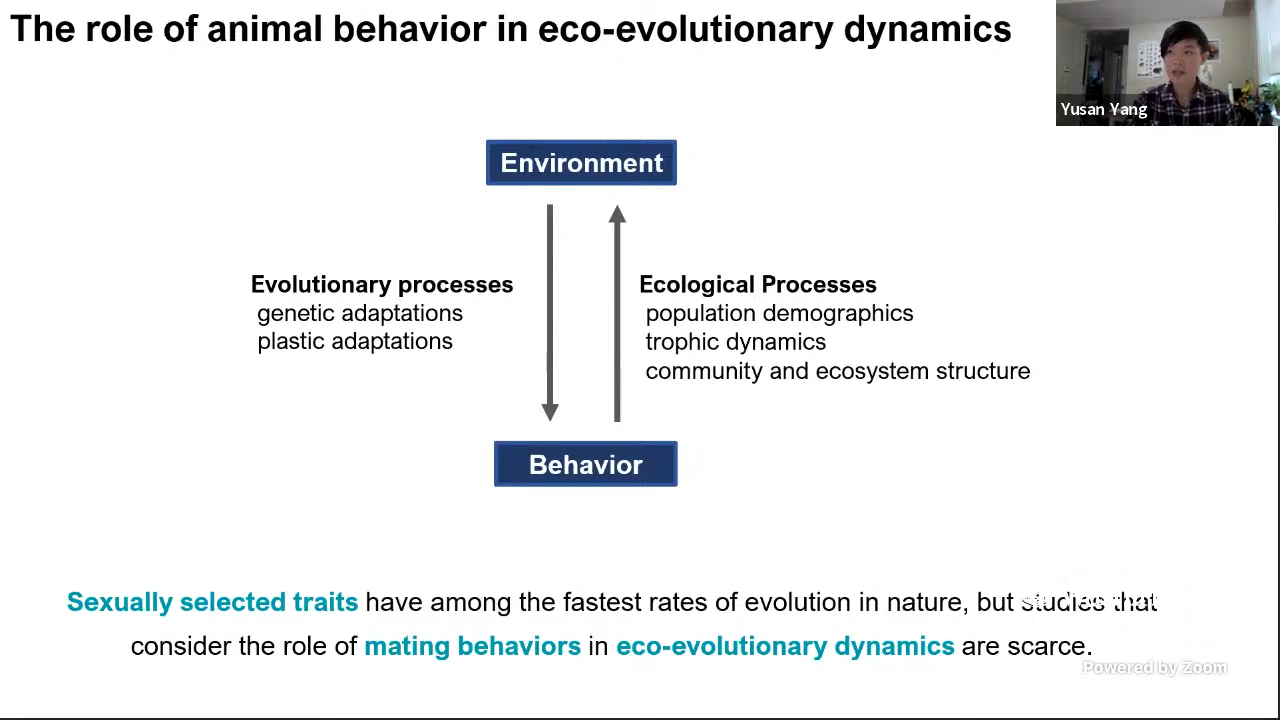 The role of animal behavior in eco-evolutionary dynamics
Yusan Yang
Environment
Evolutionary processes
genetic adaptations
plastic adaptations
Ecological Processes
population demographics
trophic dynamics
community and ecosystem structure
Behavior
Sexually selected traits have among the fastest rates of evolution in nature, but studies that
consider the role of mating behaviors in eco-evolutionary dynamics are scarce.
Powered by Zoom